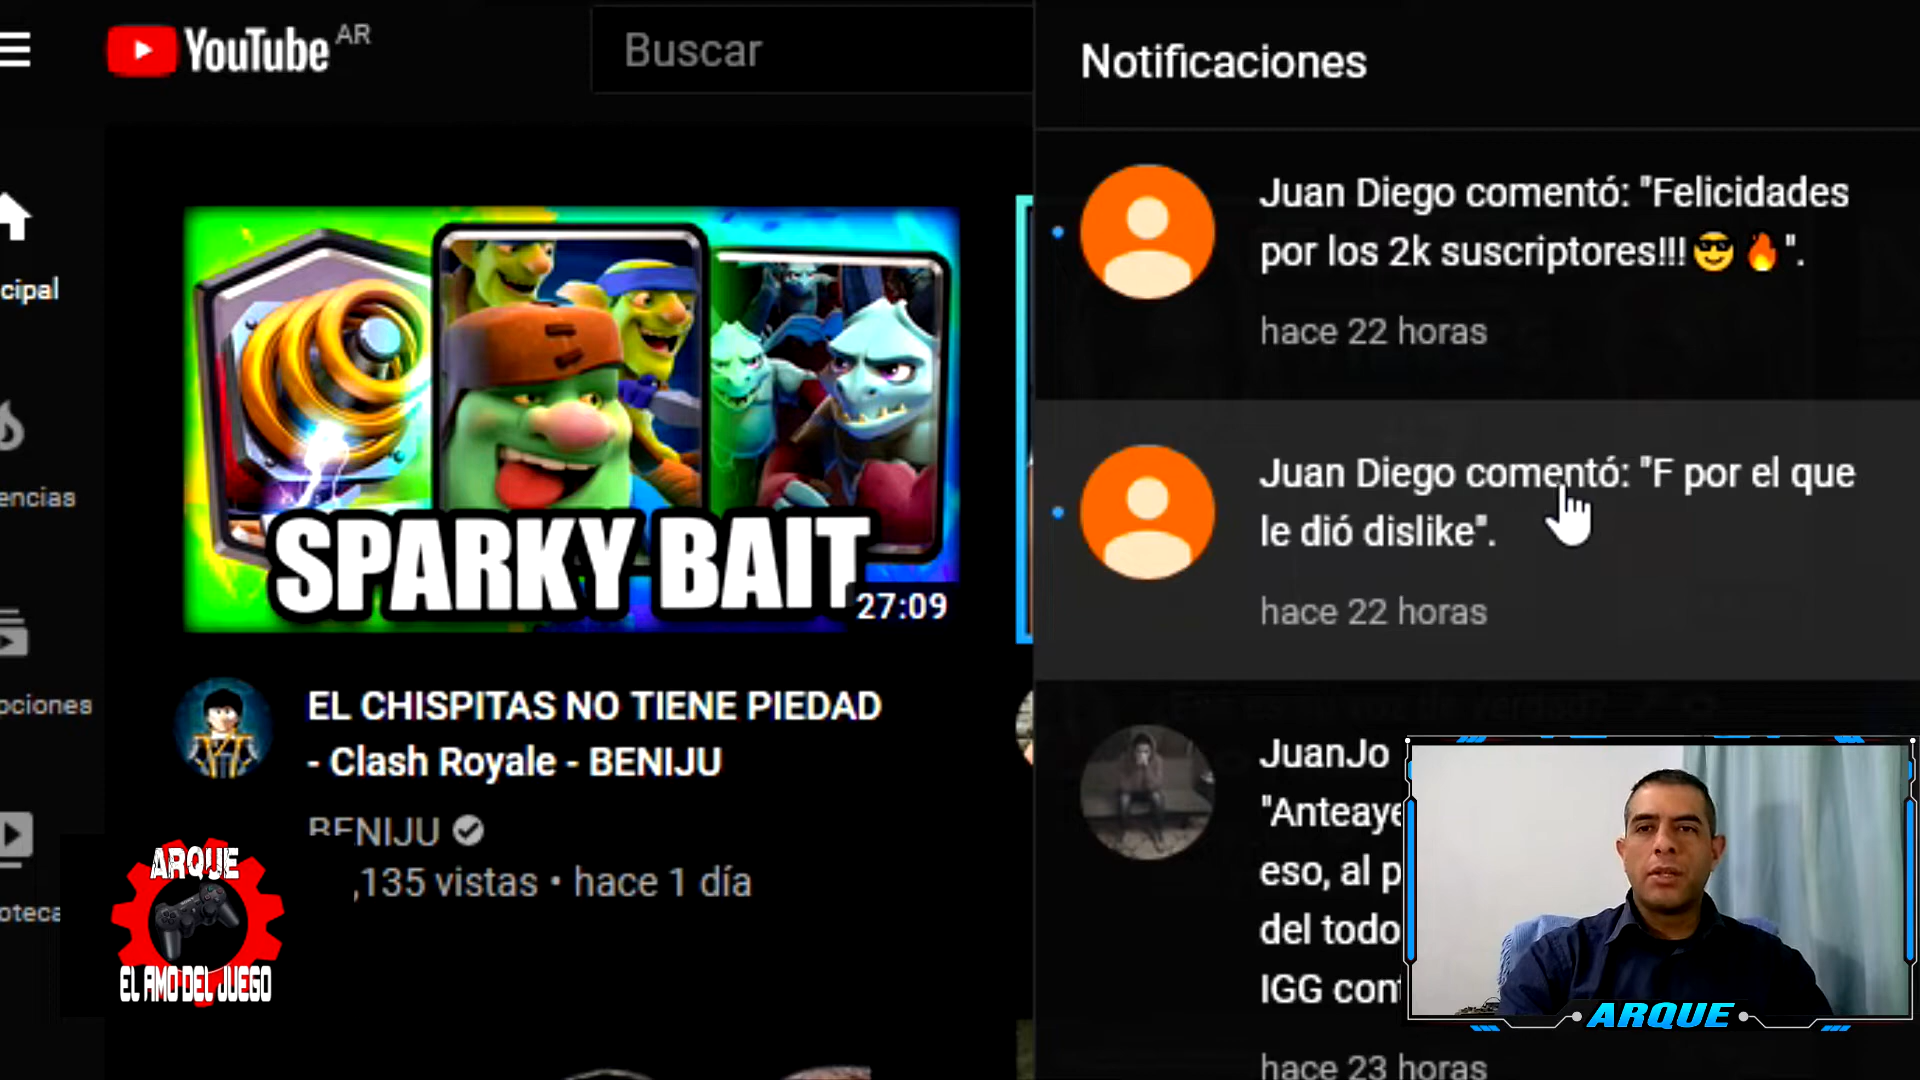 YouTube AR
Buscar
Notificaciones
cipal
encias
pciones
oteca
SPARKY BAIT
27:09
EL CHISPITAS NO TIENE PIEDAD
- Clash Royale - BENIJU
BENIJU
,135 vistas • hace 1 día
Juan Diego comentó: "Felicidades
por los 2k suscriptores!!!😎🔥".
hace 22 horas
Juan Diego comentó: "F por el que
le dió dislike".
hace 22 horas
JuanJo
"Anteaye
eso, al p
del todo
IGG cont
hace 23 horas
ARQUE
EL AMO DEL JUEGO
ARQUE